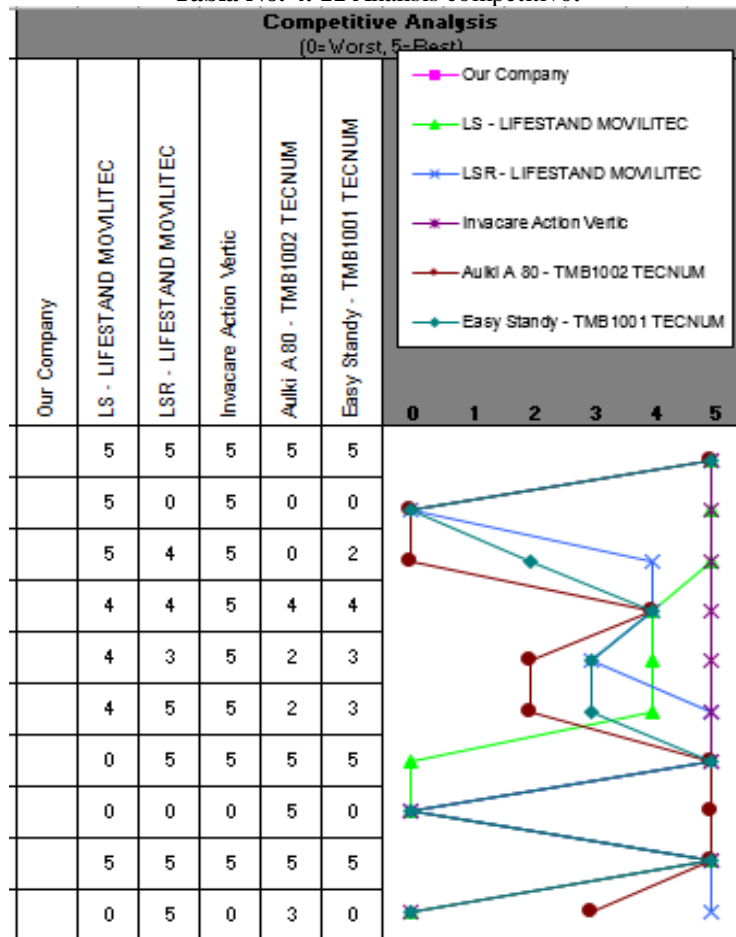 Competitive Analysis
(0=Worst, 5=Best)
Our Company
LS - LIFESTAND MOVILITEC
LSR - LIFESTAND MOVILITEC
Invacare Action Vertic
Aulki A 80 - TMB1002 TECNUM
Easy Standy - TMB1001 TECNUM
Our Company
LS - LIFESTAND MOVILITEC
LSR - LIFESTAND MOVILITEC
Invacare Action Vertic
Aulki A 80 - TMB1002 TECNUM
Easy Standy - TMB1001 TECNUM
0 1 2 3 4 5
5 5 5 5 5
5 0 5 0 0
5 4 5 0 2
4 4 5 4 4
4 3 5 2 3
4 5 5 2 3
0 5 5 5 5
0 0 0 5 0
5 5 5 5 5
0 5 0 3 0